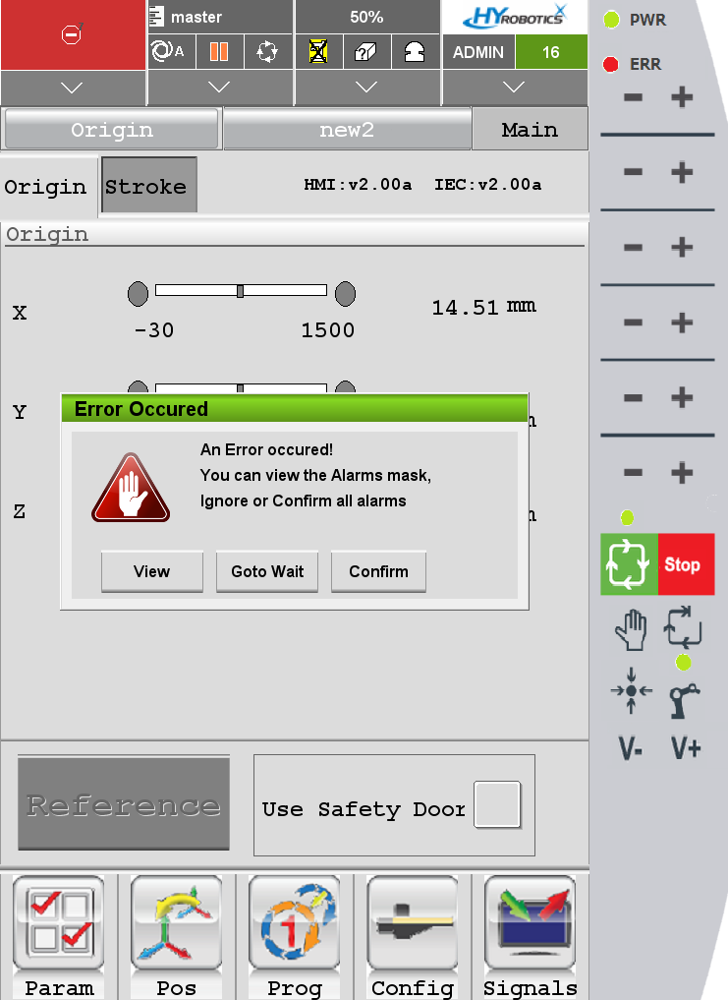 master
50%
HYROBOTICS
PWR
A
ADMIN
16
ERR
Origin
new2
Main
Origin
Stroke
HMI:v2.00a
IEC:v2.00a
Origin
X
14.51 mm
-30
1500
Y
Error Occured
An Error occured!
You can view the Alarms mask,
Ignore or Confirm all alarms
Z
View
Goto Wait
Confirm
Stop
V-
V+
Reference
Use Safety Door
1
Param
Pos
Prog
Config
Signals